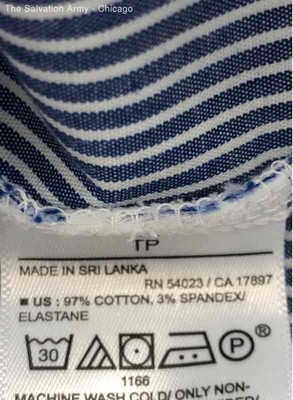 The Salvation Army - Chicago
TP
MADE IN SRI LANKA
RN 54023 / CA 17897
■ US : 97% COTTON, 3% SPANDEX/
ELASTANE
30 P ®
1166
MACHINE WASH COLD/ ONLY NON-